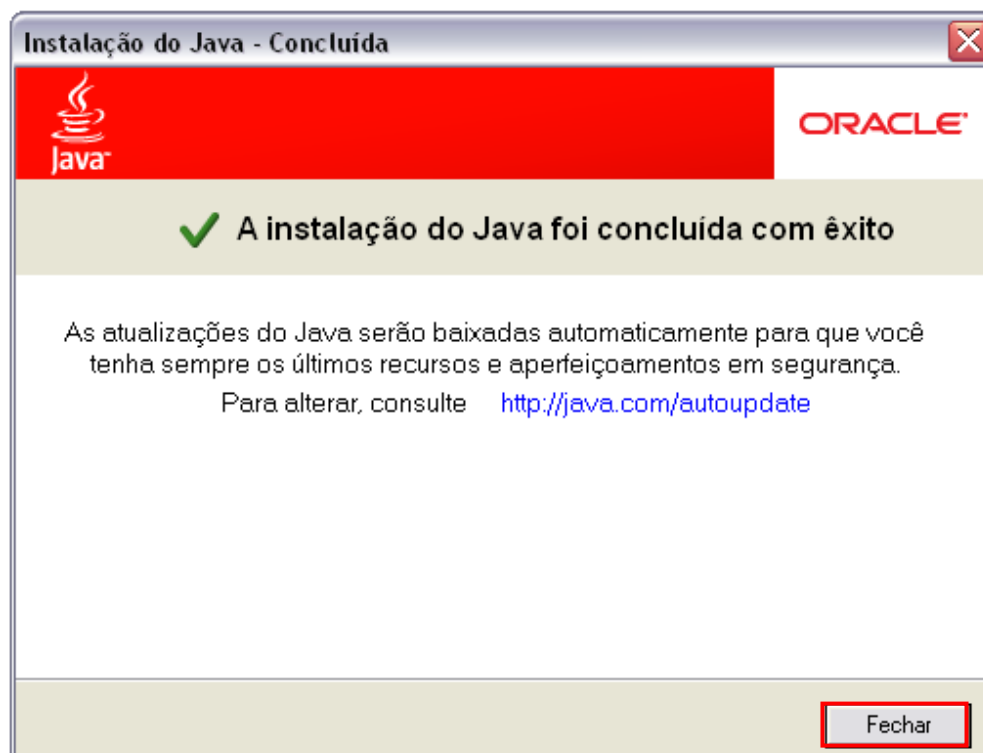 Instalação do Java - Concluída
Java
ORACLE
A instalação do Java foi concluída com êxito
As atualizações do Java serão baixadas automaticamente para que você
tenha sempre os últimos recursos e aperfeiçoamentos em segurança.
Para alterar, consulte http://java.com/autoupdate
Fechar